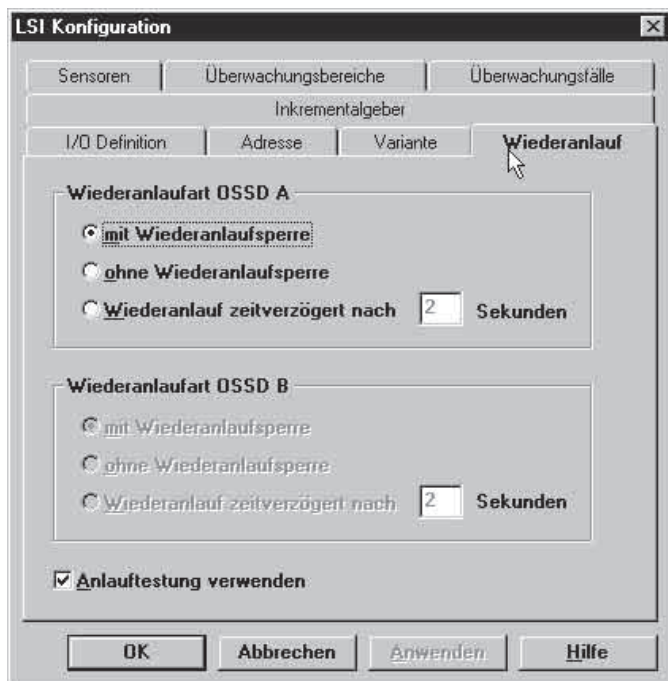 LSI Konfiguration
Sensoren Überwachungsbereiche Überwachungsfälle
Inkrementalgeber
I/O Definition Adresse Variante Wiederanlauf
Wiederanlaufart OSSD A
mit Wiederanlaufsperre
ohne Wiederanlaufsperre
Wiederanlauf zeitverzögert nach 2 Sekunden
Wiederanlaufart OSSD B
mit Wiederanlaufsperre
ohne Wiederanlaufsperre
Wiederanlauf zeitverzögert nach 2 Sekunden
Anlauftestung verwenden
OK Abbrechen Anwenden Hilfe